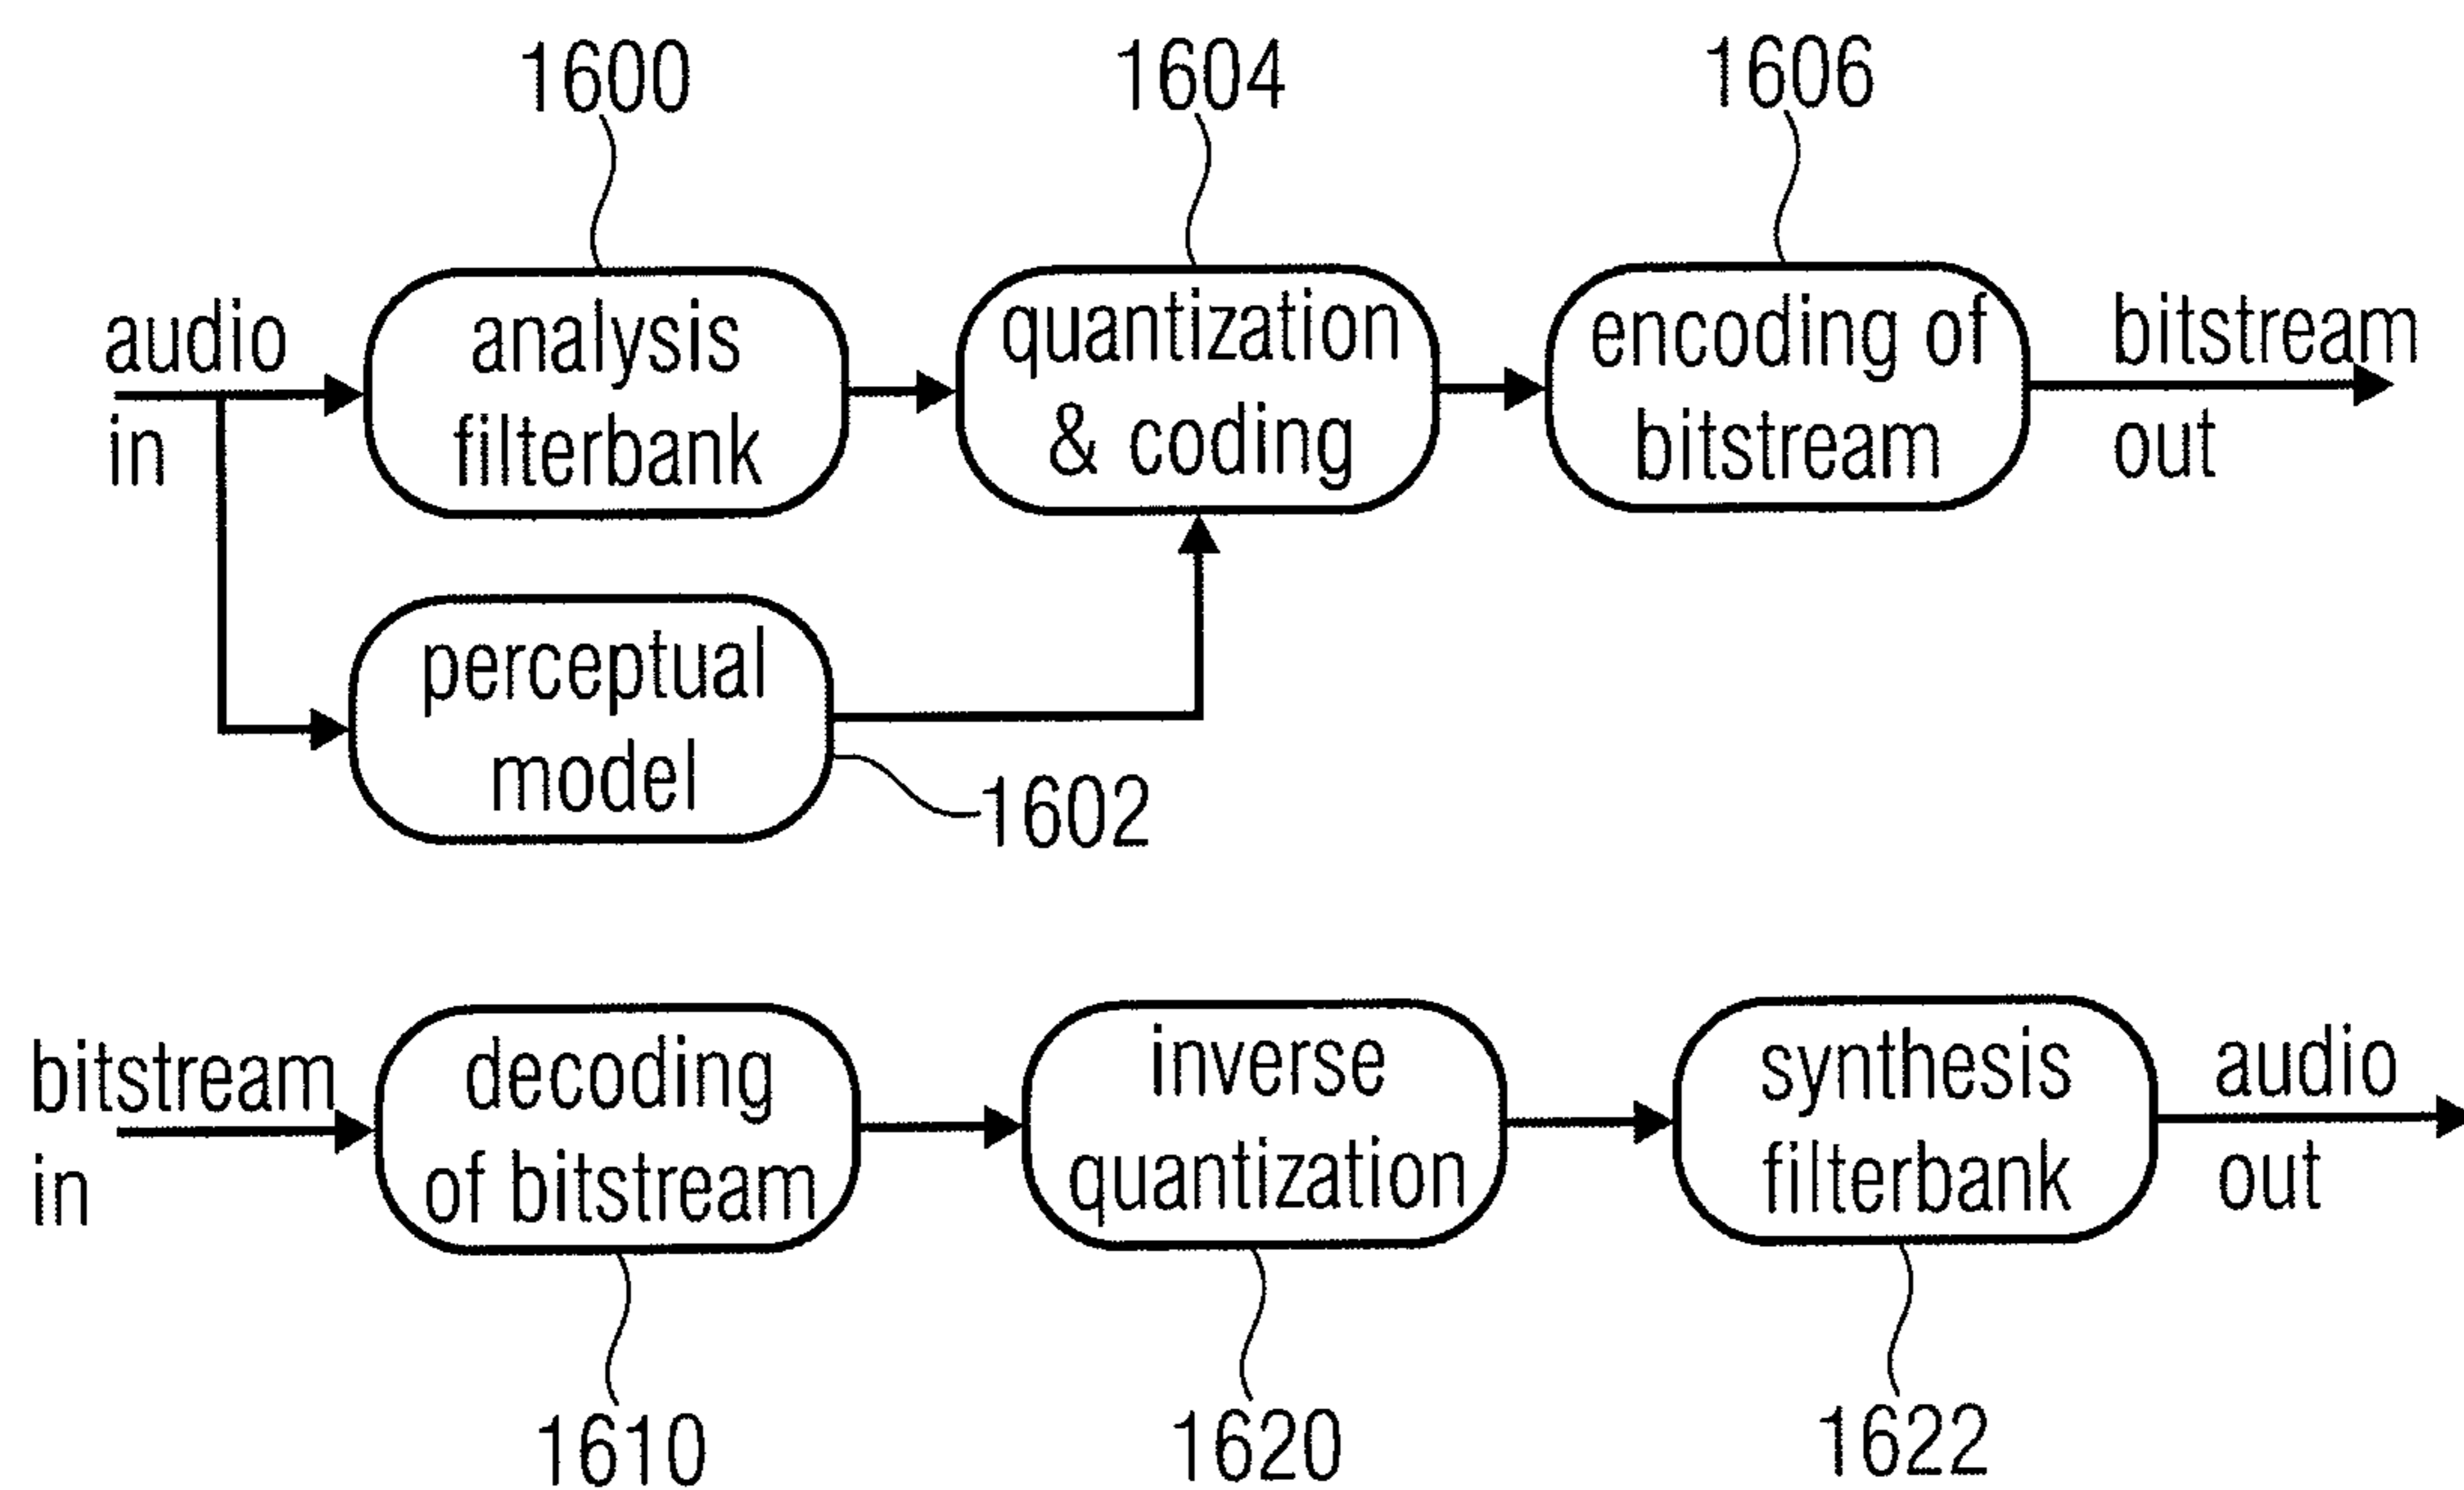 1600
1604
1606
audio
in
analysis
filterbank
quantization
& coding
encoding of
bitstream
bitstream
out
perceptual
model
1602
bitstream
in
decoding
of bitstream
inverse
quantization
synthesis
filterbank
audio
out
1610
1620
1622